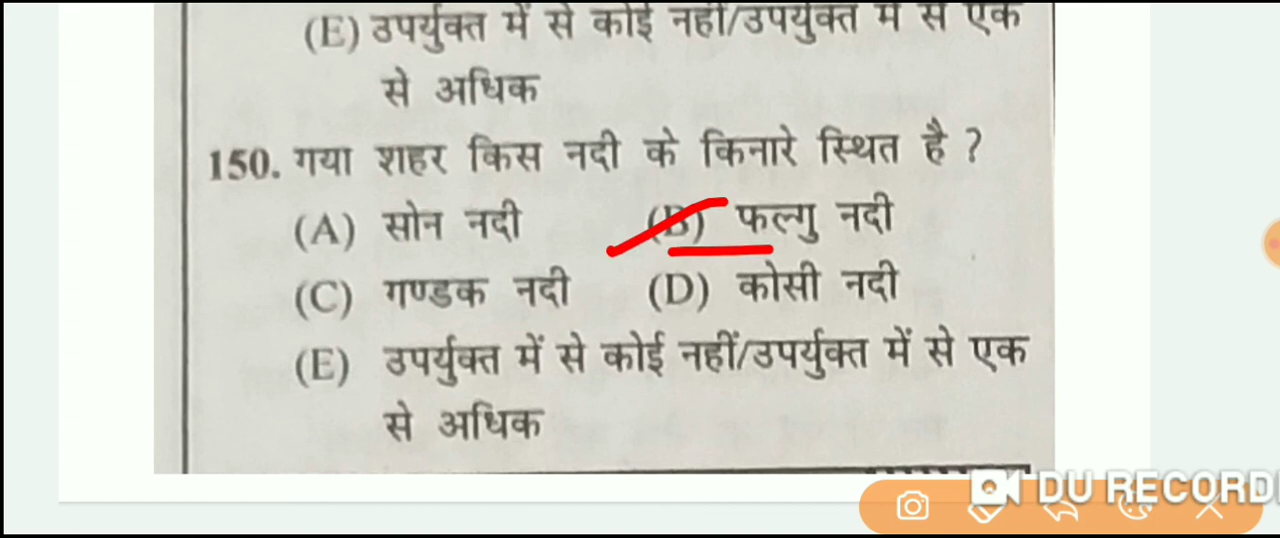 (E) उपर्युक्त में से कोई नहीं/उपर्युक्त में से एक
से अधिक
150. गया शहर किस नदी के किनारे स्थित है ?
(A) सोन नदी (B) फल्गु नदी
(C) गण्डक नदी (D) कोसी नदी
(E) उपर्युक्त में से कोई नहीं/उपर्युक्त में से एक
से अधिक
DU RECORD